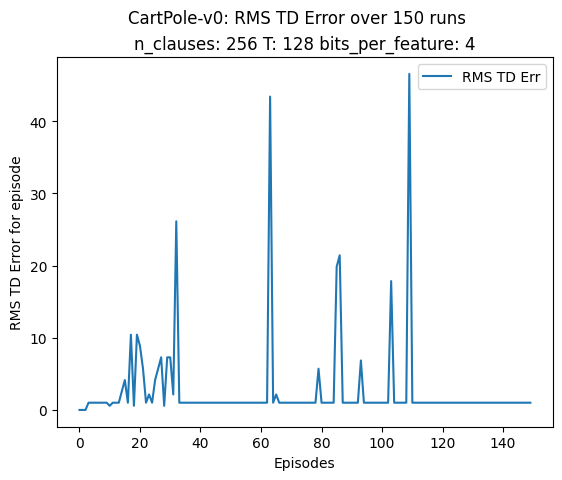 CartPole-v0: RMS TD Error over 150 runs
n_clauses: 256 T: 128 bits_per_feature: 4
RMS TD Err
RMS TD Error for episode
40
30
20
10
0
0 20 40 60 80 100 120 140
Episodes